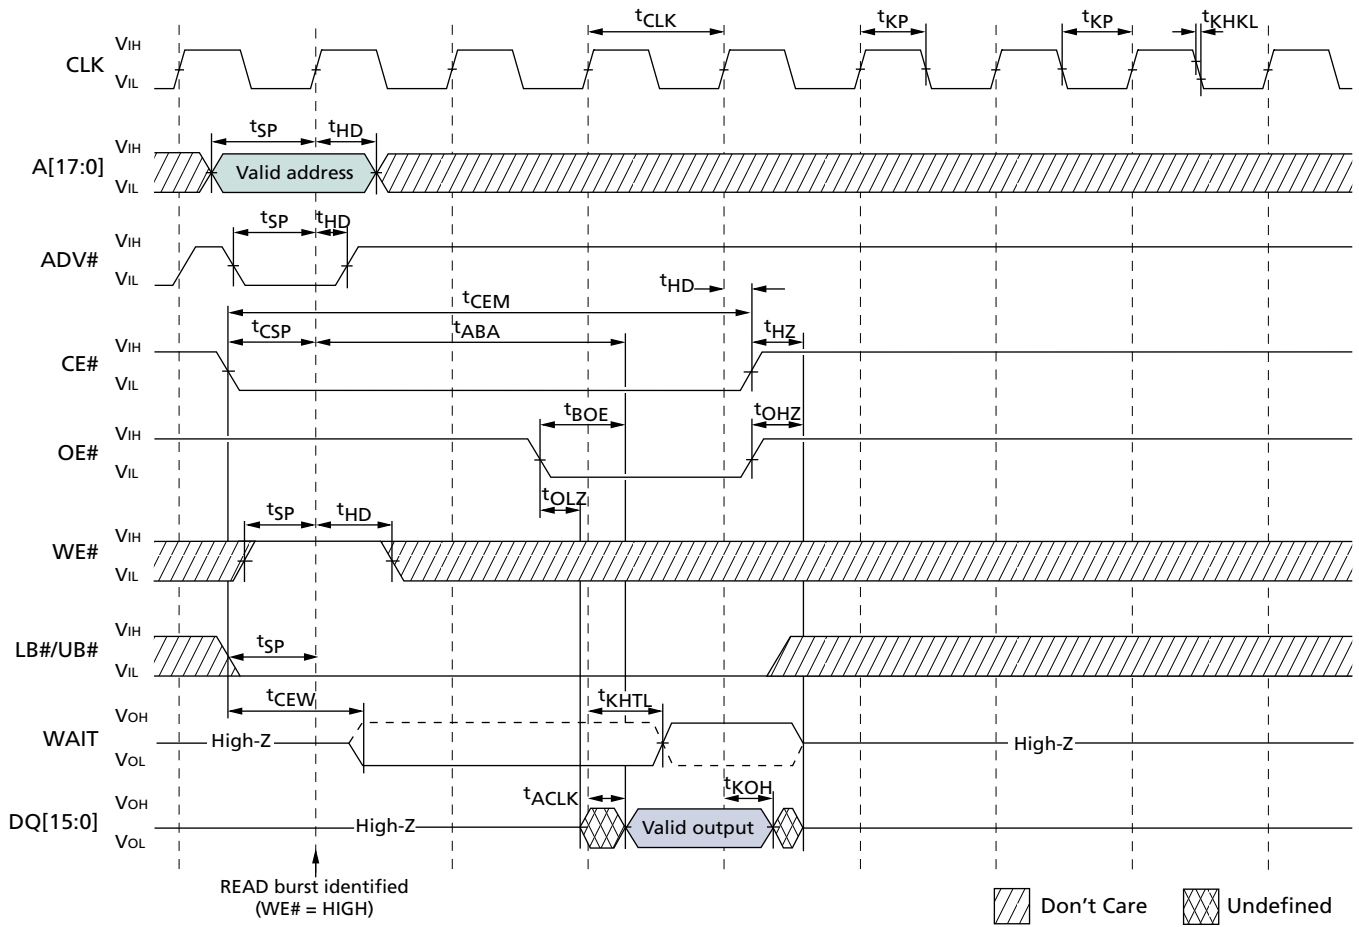 tCLK
tKP
tKP
tKHKL
CLK
VIH
VIL
tSP
tHD
A[17:0]
VIH
VIL
Valid address
tSP
tHD
ADV#
VIH
VIL
tHD
tCEM
tCSP
tABA
tHZ
CE#
VIH
VIL
tBOE
tOHZ
OE#
VIH
VIL
tOLZ
tSP
tHD
WE#
VIH
VIL
LB#/UB#
VIH
VIL
tSP
tCEW
tKHTL
WAIT
VOH
VOL
High-Z
High-Z
tACLK
tKOH
DQ[15:0]
VOH
VOL
High-Z
Valid output
READ burst identified
(WE# = HIGH)
Don't Care
Undefined